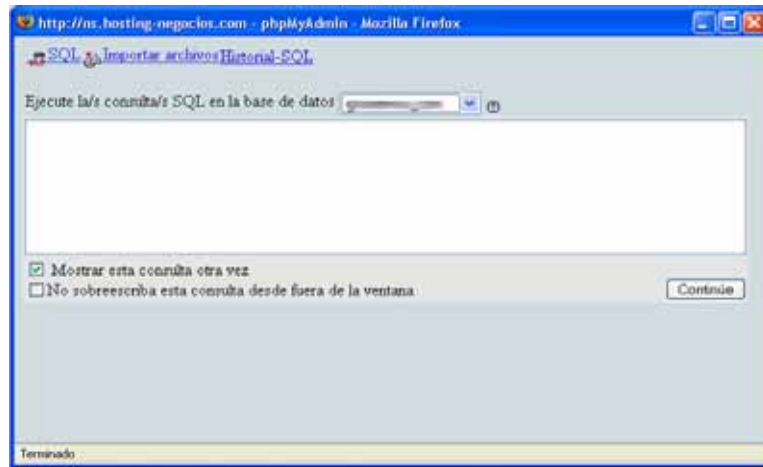 http://ns.hosting-negocios.com - phpMyAdmin - Mozilla Firefox
SQL Importar archivos Historial-SQL
Ejecute la/s consulta/s SQL en la base de datos
Mostrar esta consulta otra vez
No sobreescriba esta consulta desde fuera de la ventana
Continúe
Terminado